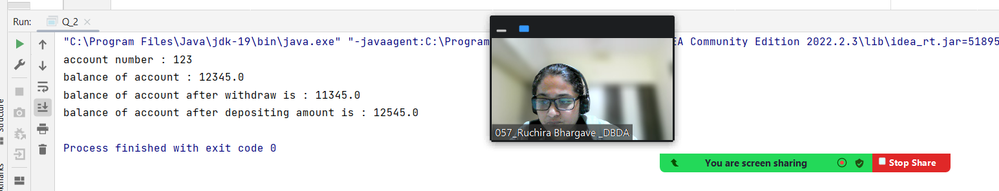 Run: Q_2
"C:\Program Files\Java\jdk-19\bin\java.exe" "-javaagent:C:\Program EA Community Edition 2022.2.3\lib\idea_rt.jar=51895
account number : 123
balance of account : 12345.0
balance of account after withdraw is : 11345.0
balance of account after depositing amount is : 12545.0
Process finished with exit code 0
057_Ruchira Bhargave _DBDA
You are screen sharing Stop Share
Structure